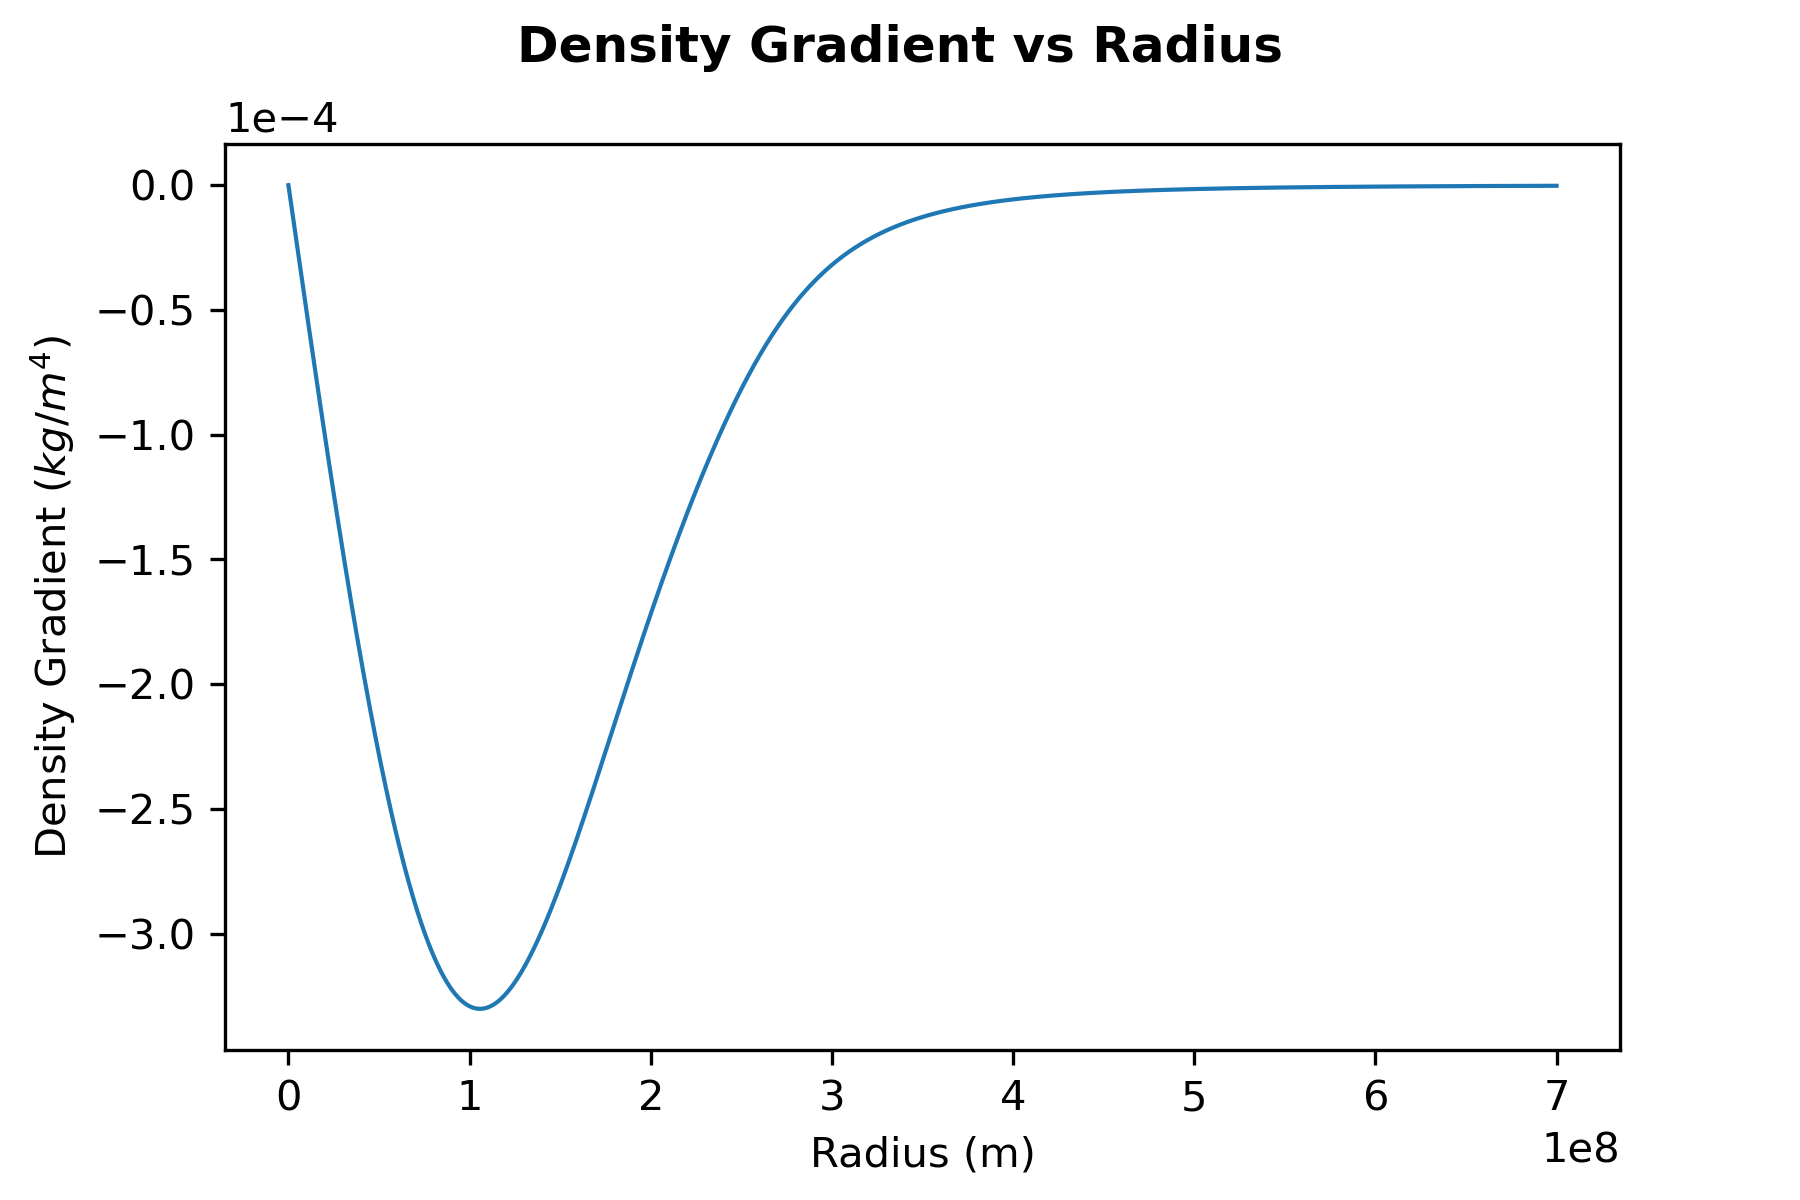 Density Gradient vs Radius
1e−4
0.0
−0.5
−1.0
−1.5
−2.0
−2.5
−3.0
Density Gradient (kg/m⁴)
0 1 2 3 4 5 6 7
1e8
Radius (m)